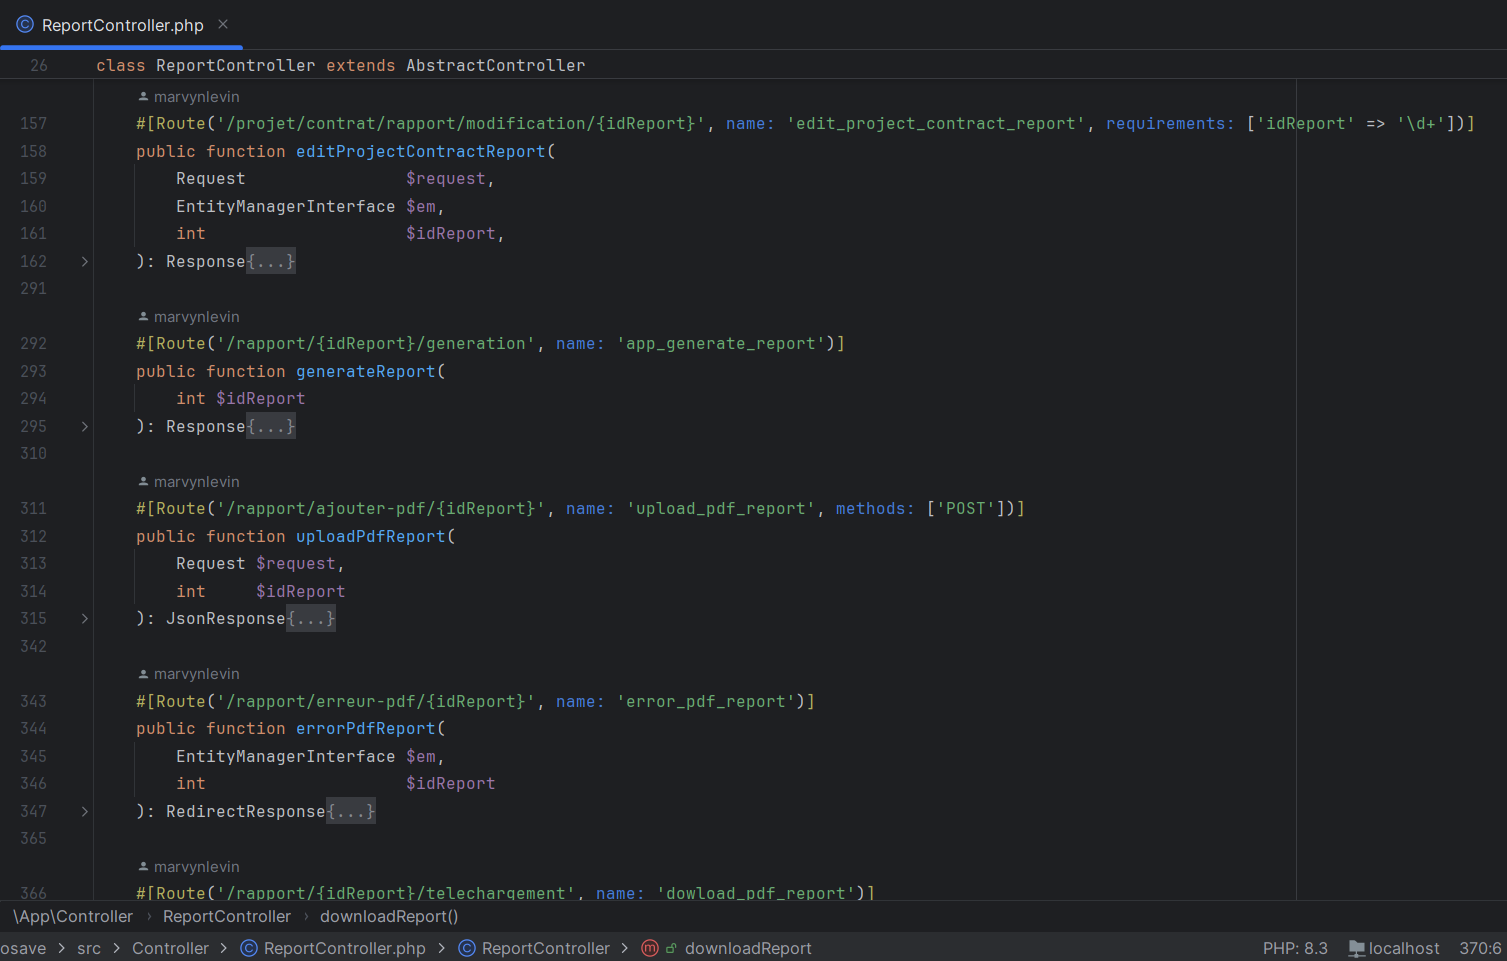 ReportController.php
26 class ReportController extends AbstractController
marvynlevin
157 #[Route('/projet/contrat/rapport/modification/{idReport}', name: 'edit_project_contract_report', requirements: ['idReport' => '\d+'])]
158 public function editProjectContractReport(
159 Request $request,
160 EntityManagerInterface $em,
161 int $idReport,
162 ): Response{...}
291
marvynlevin
292 #[Route('/rapport/{idReport}/generation', name: 'app_generate_report')]
293 public function generateReport(
294 int $idReport
295 ): Response{...}
310
marvynlevin
311 #[Route('/rapport/ajouter-pdf/{idReport}', name: 'upload_pdf_report', methods: ['POST'])]
312 public function uploadPdfReport(
313 Request $request,
314 int $idReport
315 ): JsonResponse{...}
342
marvynlevin
343 #[Route('/rapport/erreur-pdf/{idReport}', name: 'error_pdf_report')]
344 public function errorPdfReport(
345 EntityManagerInterface $em,
346 int $idReport
347 ): RedirectResponse{...}
365
marvynlevin
366 #[Route('/rapport/{idReport}/telechargement', name: 'dowload_pdf_report')]
\App\Controller › ReportController › downloadReport()
osave > src > Controller > ReportController.php > ReportController > downloadReport PHP: 8.3 localhost 370:6